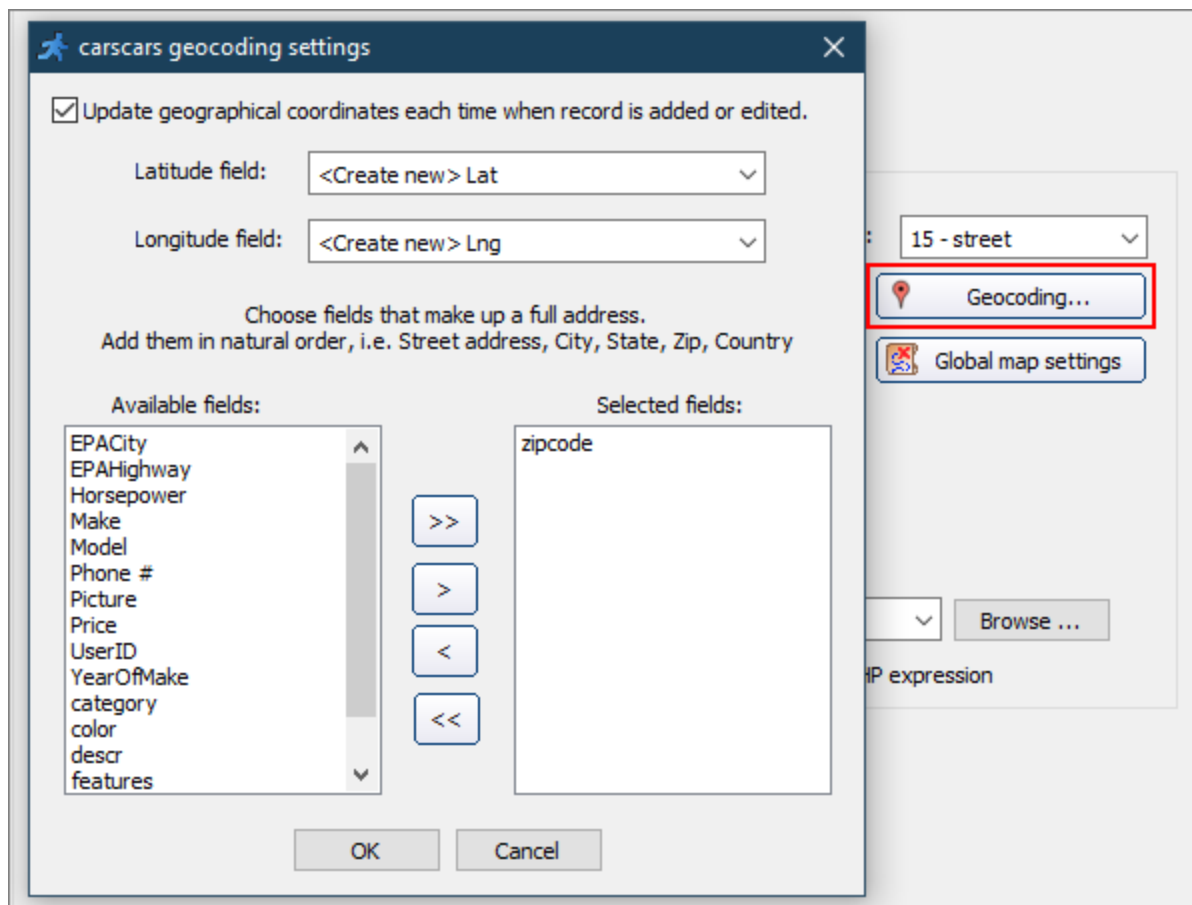 carscars geocoding settings
Update geographical coordinates each time when record is added or edited.
Latitude field: <Create new> Lat
Longitude field: <Create new> Lng
Choose fields that make up a full address.
Add them in natural order, i.e. Street address, City, State, Zip, Country
Available fields:
EPACity
EPAHighway
Horsepower
Make
Model
Phone #
Picture
Price
UserID
YearOfMake
category
color
descr
features
>>
>
<
<<
Selected fields:
zipcode
OK
Cancel
: 15 - street
Geocoding...
Global map settings
Browse ...
HP expression